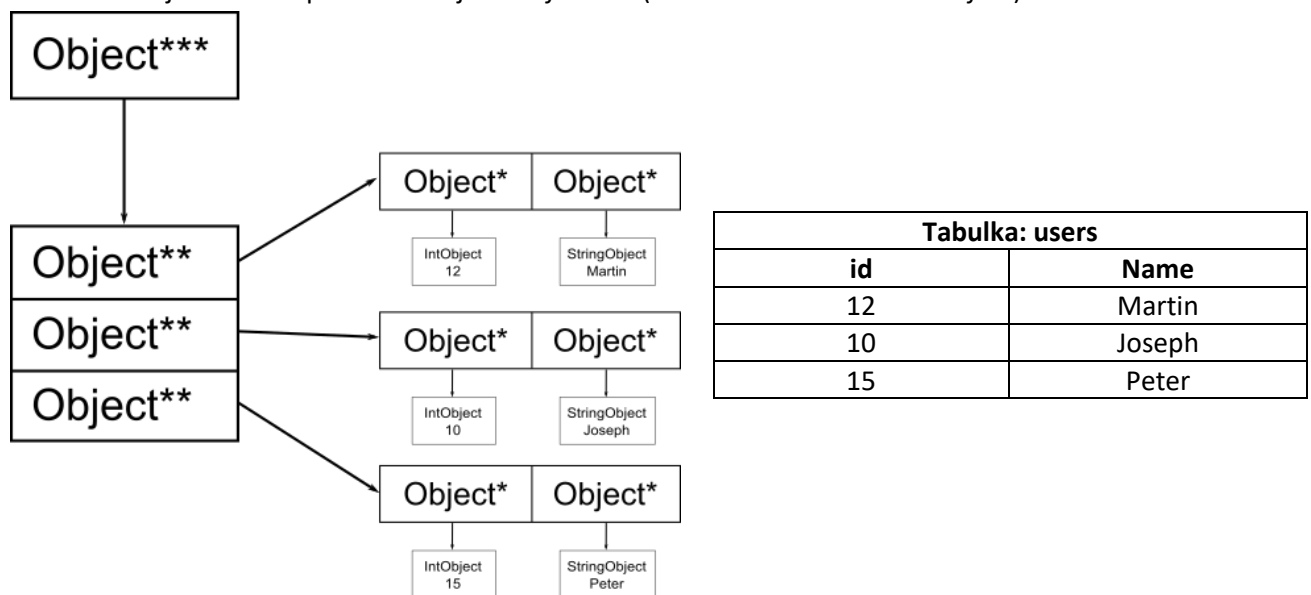 Object***
Object**
Object**
Object**
Object* Object*
IntObject
12
StringObject
Martin
Object* Object*
IntObject
10
StringObject
Joseph
Object* Object*
IntObject
15
StringObject
Peter
Tabulka: users
id Name
12 Martin
10 Joseph
15 Peter